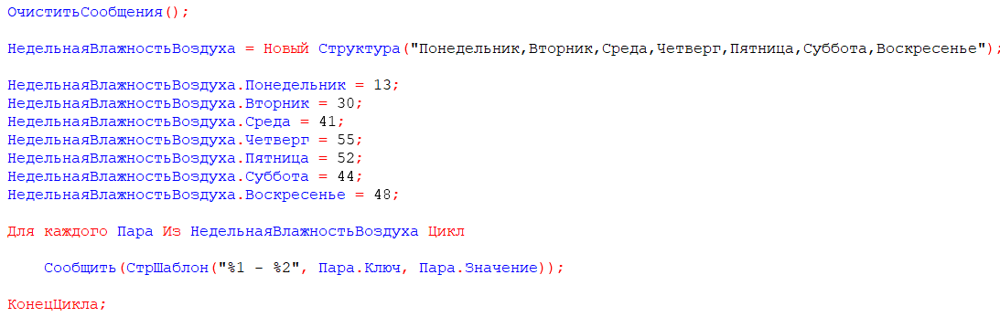 ОчиститьСообщения();
НедельнаяВлажностьВоздуха = Новый Структура("Понедельник,Вторник,Среда,Четверг,Пятница,Суббота,Воскресенье");
НедельнаяВлажностьВоздуха.Понедельник = 13;
НедельнаяВлажностьВоздуха.Вторник = 30;
НедельнаяВлажностьВоздуха.Среда = 41;
НедельнаяВлажностьВоздуха.Четверг = 55;
НедельнаяВлажностьВоздуха.Пятница = 52;
НедельнаяВлажностьВоздуха.Суббота = 44;
НедельнаяВлажностьВоздуха.Воскресенье = 48;
Для каждого Пара Из НедельнаяВлажностьВоздуха Цикл
Сообщить(СтрШаблон("%1 - %2", Пара.Ключ, Пара.Значение));
КонецЦикла;